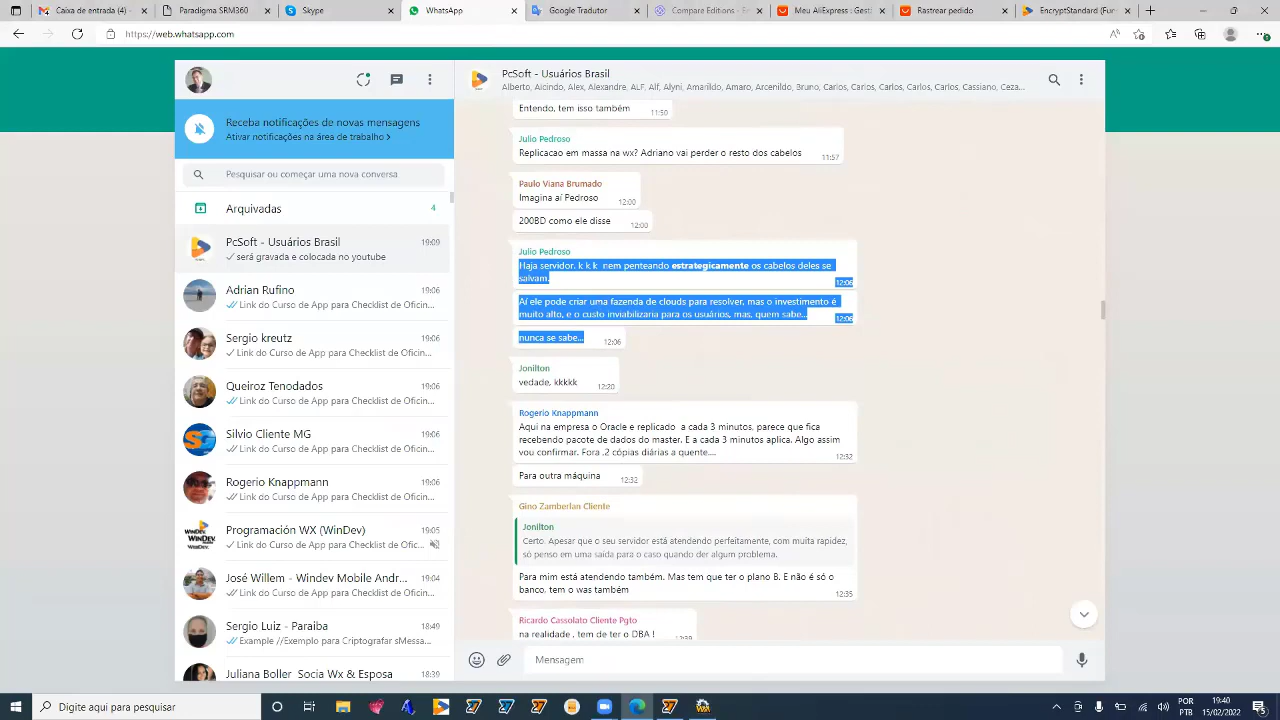 Caixa de entrada (4) -
Paradigma SRM360
Skype
WhatsApp
Google Tradutor
Compare Editions - E
Meu AliExpress : Gesti
Rastrear pedido
EncryptStandard (Fun
https://web.whatsapp.com
Receba notificações de novas mensagens
Ativar notificações na área de trabalho
Pesquisar ou começar uma nova conversa
Arquivadas 4
PcSoft - Usuários Brasil 19:09
será gravada e colocada no youtube
Adrian Rufino 19:06
Link do Curso de App para Checklist de Oficin...
Sergio kreutz 19:06
Link do Curso de App para Checklist de Oficin...
Queiroz Tenodados 19:06
Link do Curso de App para Checklist de Oficin...
Silvio Cliente MG 19:06
Link do Curso de App para Checklist de Oficin...
Rogerio Knappmann 19:06
Link do Curso de App para Checklist de Oficin...
Programación WX (WinDev) 19:05
Link do Curso de App para Checklist de Oficin...
José Willem - Windev Mobile Andr... 19:04
Link do Curso de App para Checklist de Oficin...
Sergio Luiz - Paraiba 18:49
Example //Exemplo para Criptografar sMessa...
Juliana Boller Socia Wx & Esposa 18:39
PcSoft - Usuários Brasil
Alberto, Alcindo, Alex, Alexandre, ALF, Alf, Alyni, Amarildo, Amaro, Arcenildo, Bruno, Carlos, Carlos, Carlos, Carlos, Carlos, Cassiano, Ceza...
Entendo, tem isso também 11:50
Julio Pedroso
Replicacao em massa na wx? Adriano vai perder o resto dos cabelos 11:57
Paulo Viana Brumado
Imagina aí Pedroso 12:00
200BD como ele disse 12:00
Julio Pedroso
Haja servidor. k k k nem penteando estrategicamente os cabelos deles se
salvam. 12:06
Aí ele pode criar uma fazenda de clouds para resolver, mas o investimento é
muito alto, e o custo inviabilizaria para os usuários, mas, quem sabe... 12:06
nunca se sabe... 12:06
Jonilton
vedade, kkkkk 12:20
Rogerio Knappmann
Aqui na empresa o Oracle e replicado a cada 3 minutos, parece que fica
recebendo pacote de dados do master. E a cada 3 minutos aplica. Algo assim
vou confirmar. Fora .2 cópias diárias a quente.... 12:32
Para outra máquina 12:32
Gino Zamberlan Cliente
Jonilton
Certo. Apesar que o seu servidor está atendendo perfeitamente, com muita rapidez,
só penso em uma saída para o caso quando der algum problema.
Para mim está atendendo também. Mas tem que ter o plano B. E não é só o
banco, tem o was também 12:35
Ricardo Cassolato Cliente Pgto
na realidade , tem de ter o DBA !
Mensagem
Digite aqui para pesquisar
POR
PTB
19:40
15/02/2022